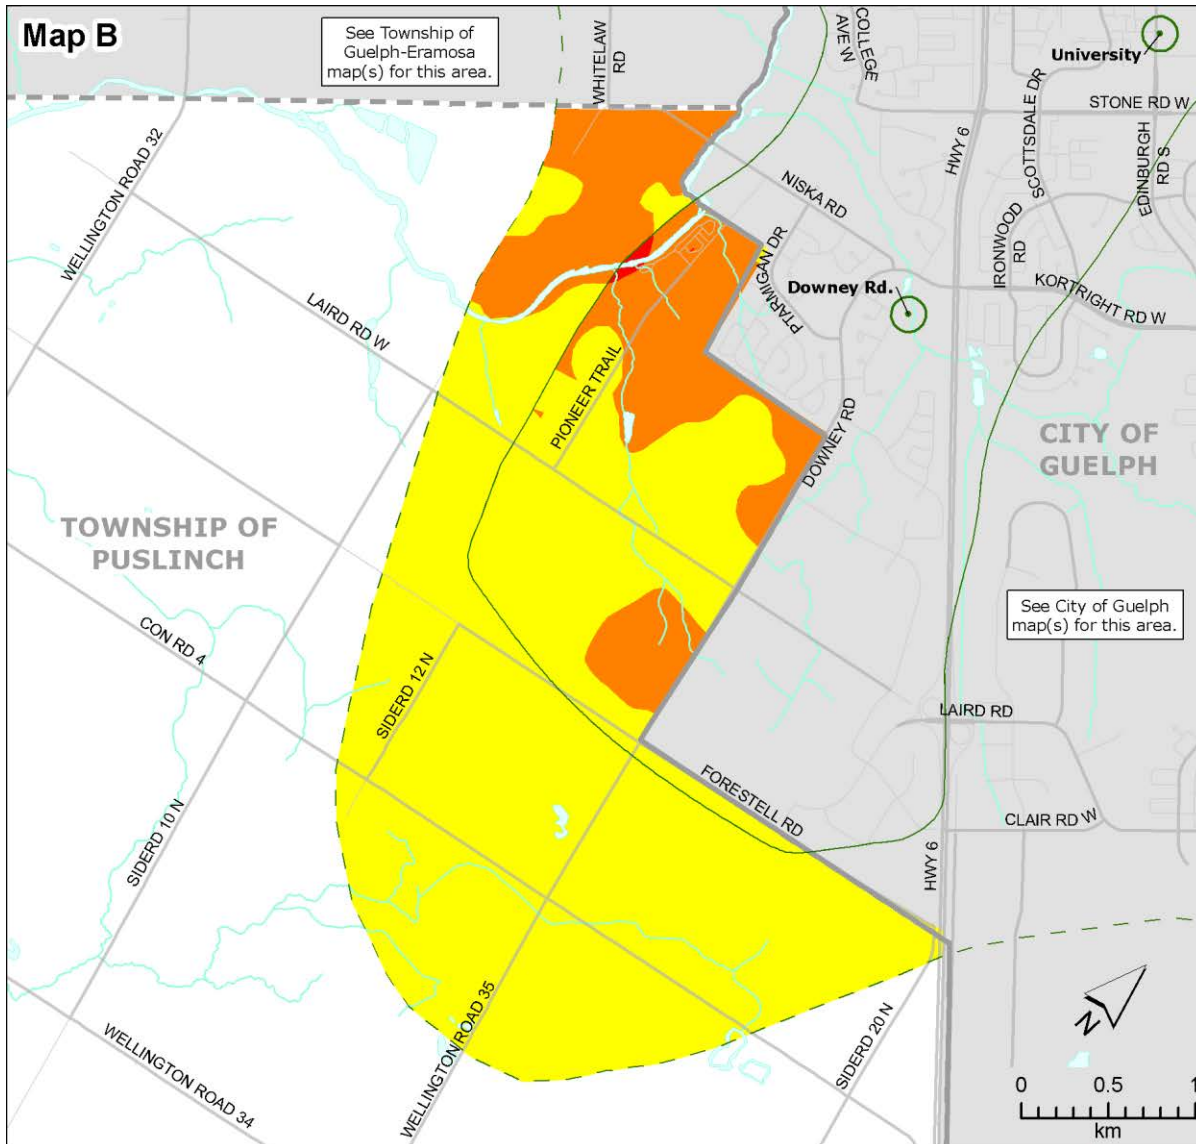 Map B
See Township of
Guelph-Eramosa
map(s) for this area.
WHITELAW
RD
COLLEGE
AVE W
University
STONE RD W
SCOTTSDALE DR
EDINBURGH
RD S
HWY 6
WELLINGTON ROAD 32
NISKA RD
IRONWOOD
RD
KORTRIGHT RD W
PTARMIGAN DR
Downey Rd.
LAIRD RD W
PIONEER TRAIL
DOWNEY RD
CITY OF
GUELPH
TOWNSHIP OF
PUSLINCH
See City of Guelph
map(s) for this area.
CON RD 4
SIDERD 12 N
LAIRD RD
FORESTELL RD
CLAIR RD W
HWY 6
SIDERD 10 N
WELLINGTON ROAD 35
SIDERD 20 N
WELLINGTON ROAD 34
N
0 0.5 1
km